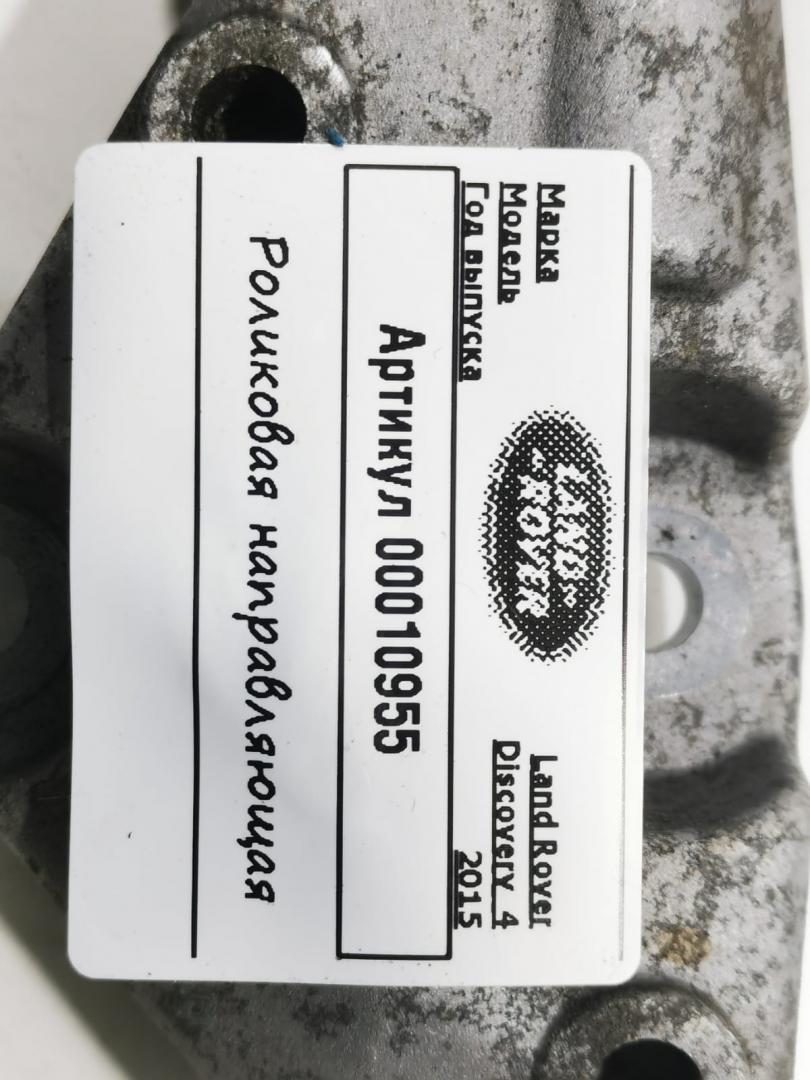 Марка Land Rover
Модель Discovery 4
Год выпуска 2015
LAND-
ROVER
Артикул 00010955
Роликовая направляющая